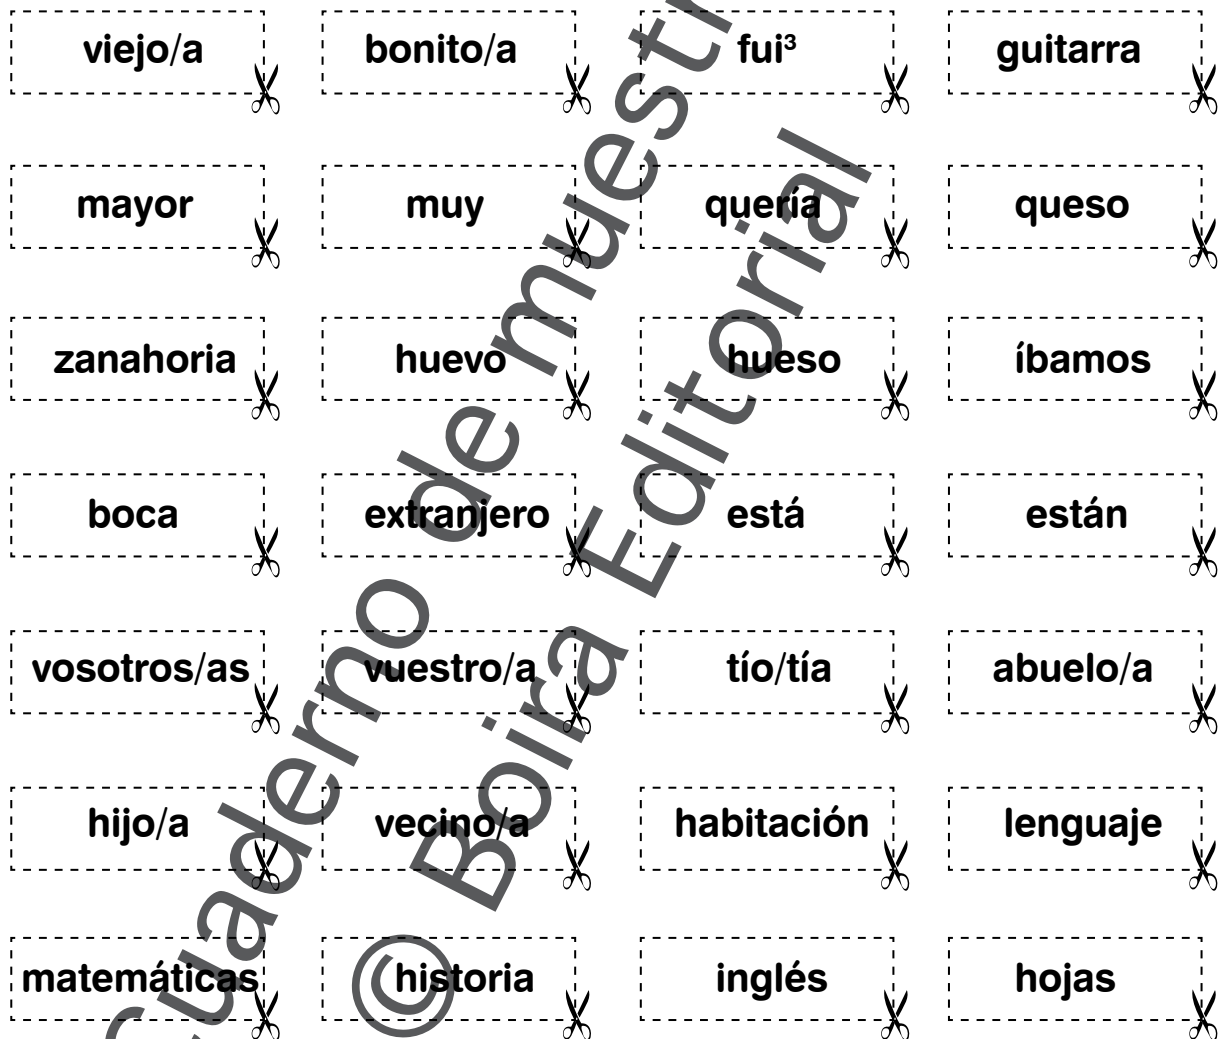 viejo/a bonito/a fui³ guitarra
mayor muy quería queso
zanahoria huevo hueso íbamos
boca extranjero está están
vosotros/as vuestro/a tío/tía abuelo/a
hijo/a vecino/a habitación lenguaje
matemáticas historia inglés hojas
Cuaderno de muestr
© Boira Editorial